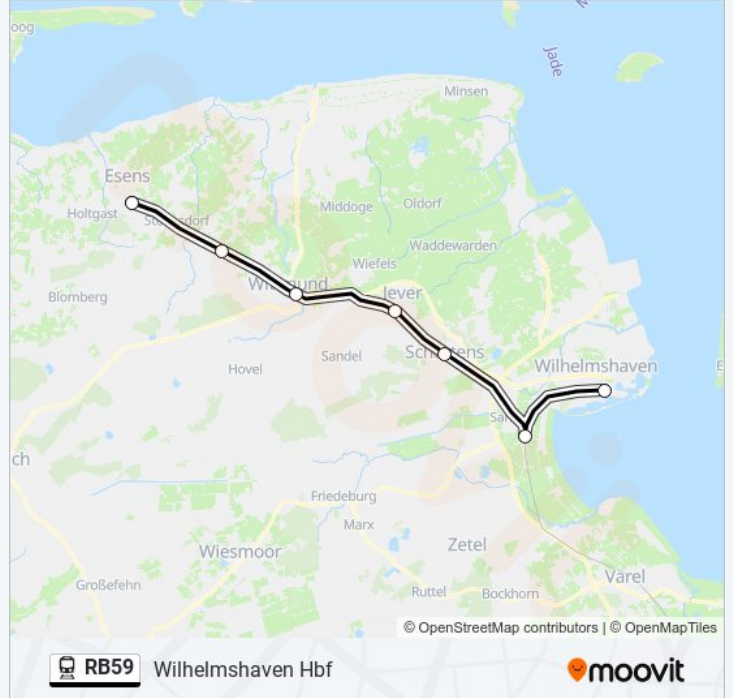 oog
Jade
Minsen
Esens
Holtgast
Middoge
Oldorf
Waddewarden
Wiefels
Jever
Blomberg
Sandel
Hovel
Wilhelmshaven
E
ch
Friedeburg
Marx
Wiesmoor
Zetel
Varel
Großefehn
Ruttel
Bockhorn
© OpenStreetMap contributors | © OpenMapTiles
RB59 Wilhelmshaven Hbf
moovit